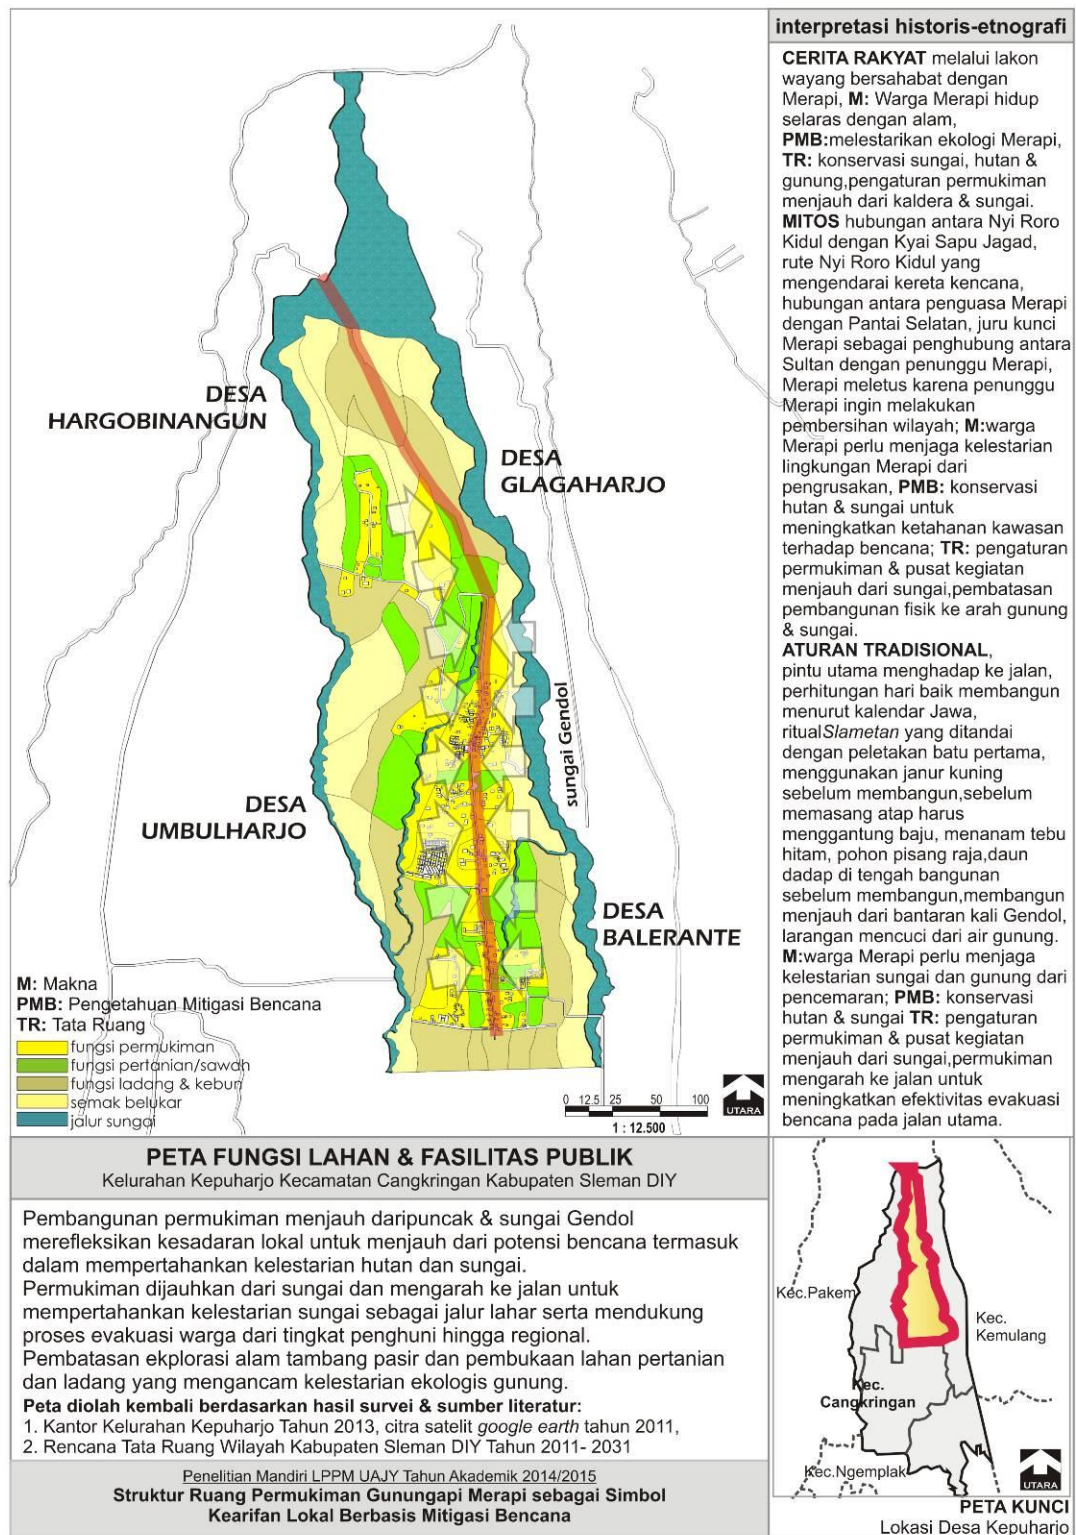 DESA
HARGOBINANGUN
DESA
GLAGAHARJO
sungai Gendol
DESA
UMBULHARJO
DESA
BALERANTE
M: Makna
PMB: Pengetahuan Mitigasi Bencana
TR: Tata Ruang
fungsi permukiman
fungsi pertanian/sawah
fungsi ladang & kebun
semak belukar
jalur sungai
0 12.5 25 50 100
1 : 12.500
UTARA
interpretasi historis-etnografi
CERITA RAKYAT melalui lakon
wayang bersahabat dengan
Merapi, M: Warga Merapi hidup
selaras dengan alam,
PMB:melestarikan ekologi Merapi,
TR: konservasi sungai, hutan &
gunung,pengaturan permukiman
menjauh dari kaldera & sungai.
MITOS hubungan antara Nyi Roro
Kidul dengan Kyai Sapu Jagad,
rute Nyi Roro Kidul yang
mengendarai kereta kencana,
hubungan antara penguasa Merapi
dengan Pantai Selatan, juru kunci
Merapi sebagai penghubung antara
Sultan dengan penunggu Merapi,
Merapi meletus karena penunggu
Merapi ingin melakukan
pembersihan wilayah; M:warga
Merapi perlu menjaga kelestarian
lingkungan Merapi dari
pengrusakan, PMB: konservasi
hutan & sungai untuk
meningkatkan ketahanan kawasan
terhadap bencana; TR: pengaturan
permukiman & pusat kegiatan
menjauh dari sungai,pembatasan
pembangunan fisik ke arah gunung
& sungai.
ATURAN TRADISIONAL,
pintu utama menghadap ke jalan,
perhitungan hari baik membangun
menurut kalendar Jawa,
ritualSlametan yang ditandai
dengan peletakan batu pertama,
menggunakan janur kuning
sebelum membangun,sebelum
memasang atap harus
menggantung baju, menanam tebu
hitam, pohon pisang raja,daun
dadap di tengah bangunan
sebelum membangun,membangun
menjauh dari bantaran kali Gendol,
larangan mencuci dari air gunung.
M:warga Merapi perlu menjaga
kelestarian sungai dan gunung dari
pencemaran; PMB: konservasi
hutan & sungai TR: pengaturan
permukiman & pusat kegiatan
menjauh dari sungai,permukiman
mengarah ke jalan untuk
meningkatkan efektivitas evakuasi
bencana pada jalan utama.
PETA FUNGSI LAHAN & FASILITAS PUBLIK
Kelurahan Kepuharjo Kecamatan Cangkringan Kabupaten Sleman DIY
Pembangunan permukiman menjauh daripuncak & sungai Gendol
merefleksikan kesadaran lokal untuk menjauh dari potensi bencana termasuk
dalam mempertahankan kelestarian hutan dan sungai.
Permukiman dijauhkan dari sungai dan mengarah ke jalan untuk
mempertahankan kelestarian sungai sebagai jalur lahar serta mendukung
proses evakuasi warga dari tingkat penghuni hingga regional.
Pembatasan ekplorasi alam tambang pasir dan pembukaan lahan pertanian
dan ladang yang mengancam kelestarian ekologis gunung.
Peta diolah kembali berdasarkan hasil survei & sumber literatur:
1. Kantor Kelurahan Kepuharjo Tahun 2013, citra satelit google earth tahun 2011,
2. Rencana Tata Ruang Wilayah Kabupaten Sleman DIY Tahun 2011- 2031
Penelitian Mandiri LPPM UAJY Tahun Akademik 2014/2015
Struktur Ruang Permukiman Gunungapi Merapi sebagai Simbol
Kearifan Lokal Berbasis Mitigasi Bencana
Kec.Pakem
Kec.
Kemulang
Kec.
Cangkringan
Kec.Ngemplak
UTARA
PETA KUNCI
Lokasi Desa Kepuharjo